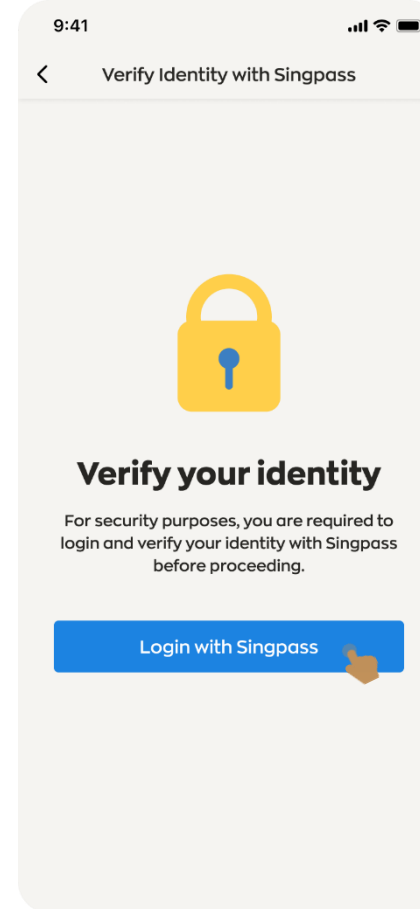 9:41
Verify Identity with Singpass
Verify your identity
For security purposes, you are required to
login and verify your identity with Singpass
before proceeding.
Login with Singpass